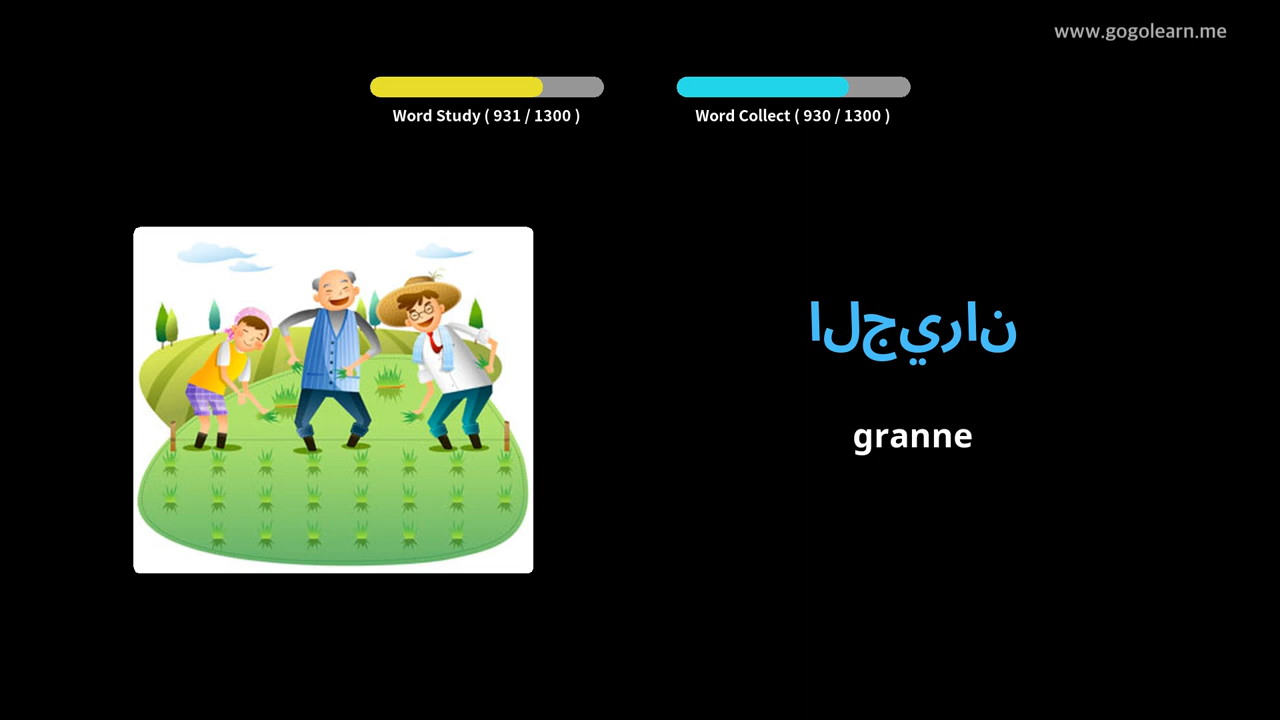 www.gogolearn.me
Word Study ( 931 / 1300 )
Word Collect ( 930 / 1300 )
الجيران
granne